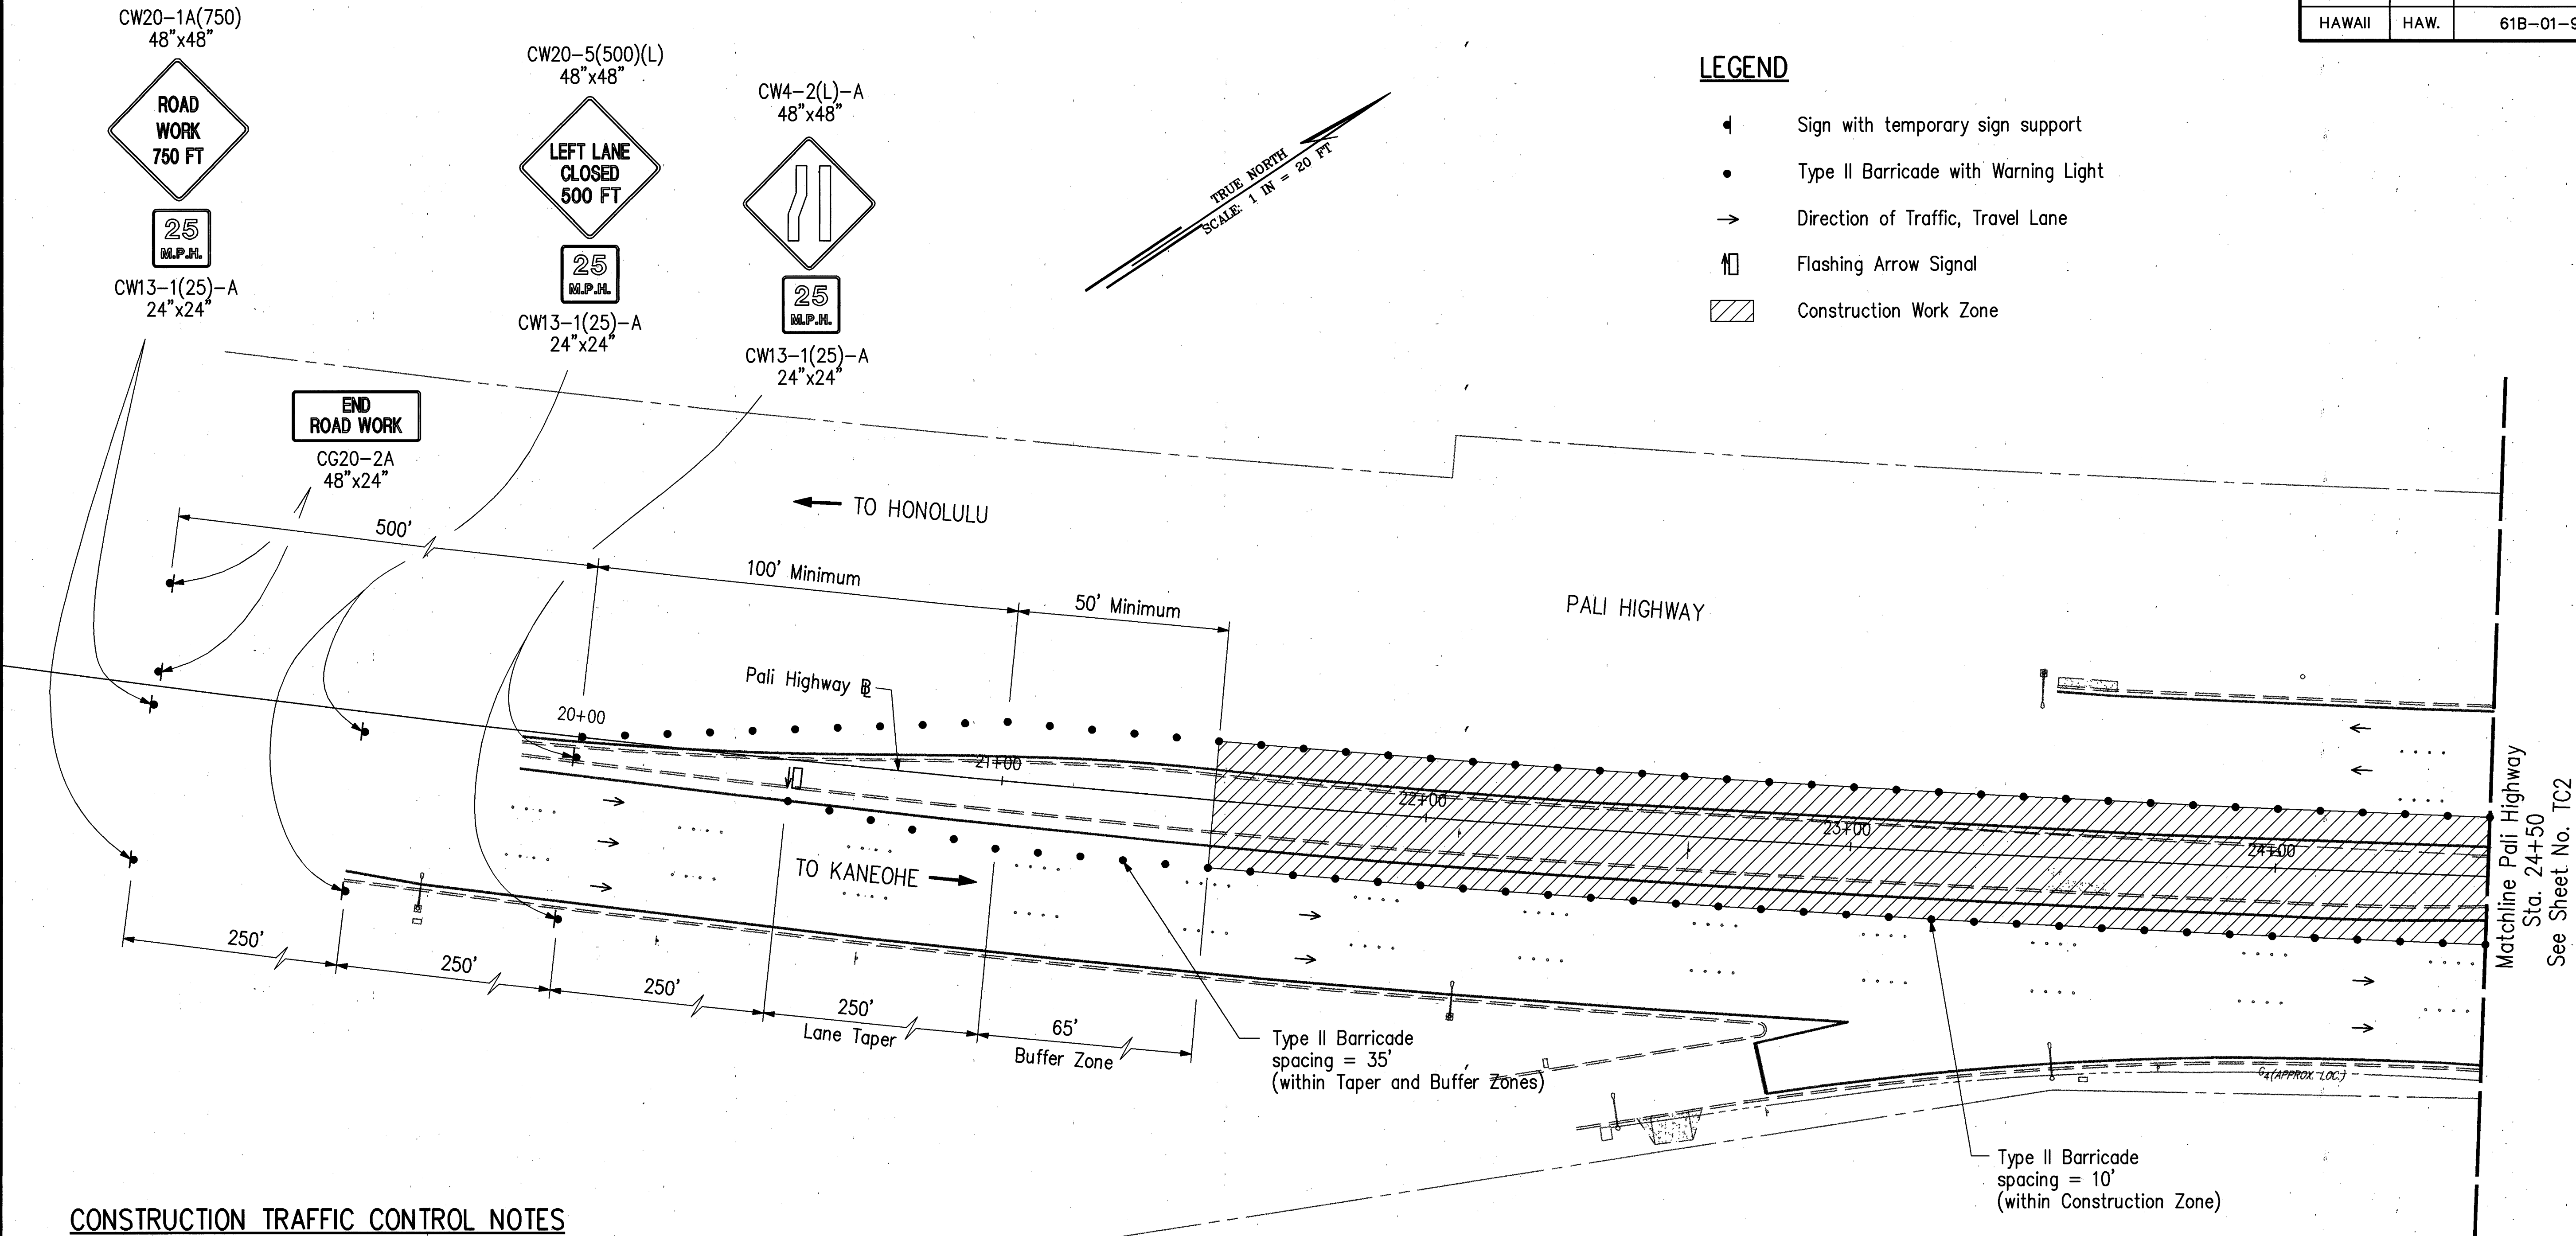 HAWAII HAW. 61B-01-9
CW20-1A(750)
48"x48"
ROAD
WORK
750 FT
25
M.P.H.
CW13-1(25)-A
24"x24"
CW20-5(500)(L)
48"x48"
LEFT LANE
CLOSED
500 FT
25
M.P.H.
CW13-1(25)-A
24"x24"
CW4-2(L)-A
48"x48"
25
M.P.H.
CW13-1(25)-A
24"x24"
TRUE NORTH
SCALE: 1 IN = 20 FT
LEGEND
Sign with temporary sign support
Type II Barricade with Warning Light
Direction of Traffic, Travel Lane
Flashing Arrow Signal
Construction Work Zone
END
ROAD WORK
CG20-2A
48"x24"
500'
TO HONOLULU
100' Minimum
50' Minimum
PALI HIGHWAY
Pali Highway BL
20+00
21+00
22+00
23+00
24+00
TO KANEOHE
250'
250'
250'
250'
Lane Taper
65'
Buffer Zone
Type II Barricade
spacing = 35'
(within Taper and Buffer Zones)
G4(APPROX. LOC.)
Type II Barricade
spacing = 10'
(within Construction Zone)
Matchline Pali Highway
Sta. 24+50
See Sheet No. TC2
CONSTRUCTION TRAFFIC CONTROL NOTES